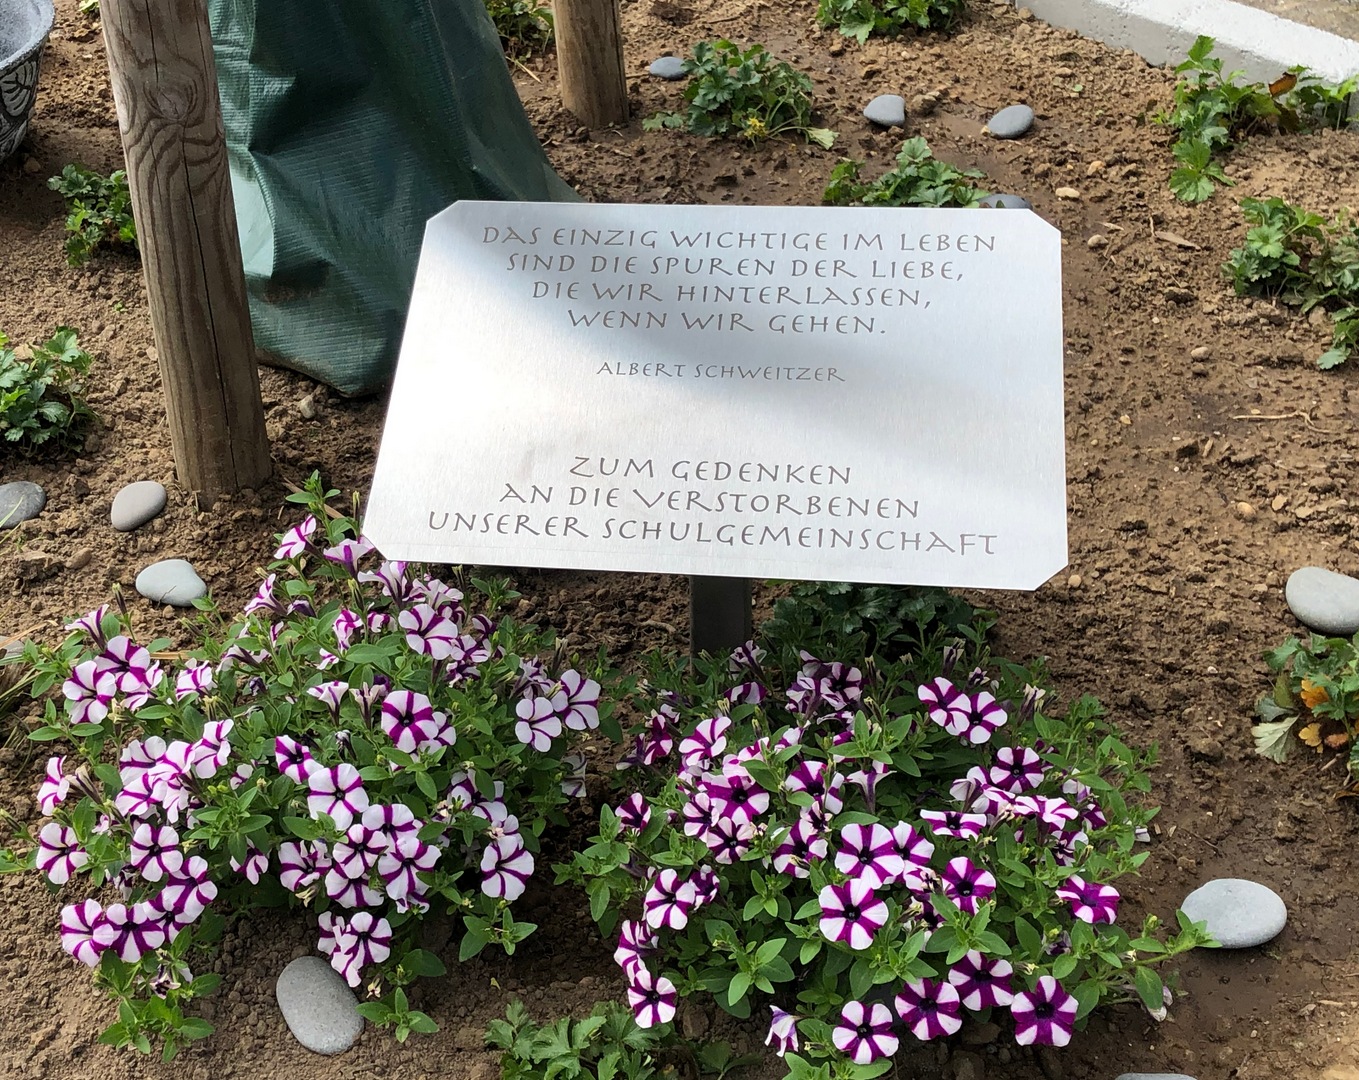 DAS EINZIG WICHTIGE IM LEBEN
SIND DIE SPUREN DER LIEBE,
DIE WIR HINTERLASSEN,
WENN WIR GEHEN.
ALBERT SCHWEITZER
ZUM GEDENKEN
AN DIE VERSTORBENEN
UNSERER SCHULGEMEINSCHAFT